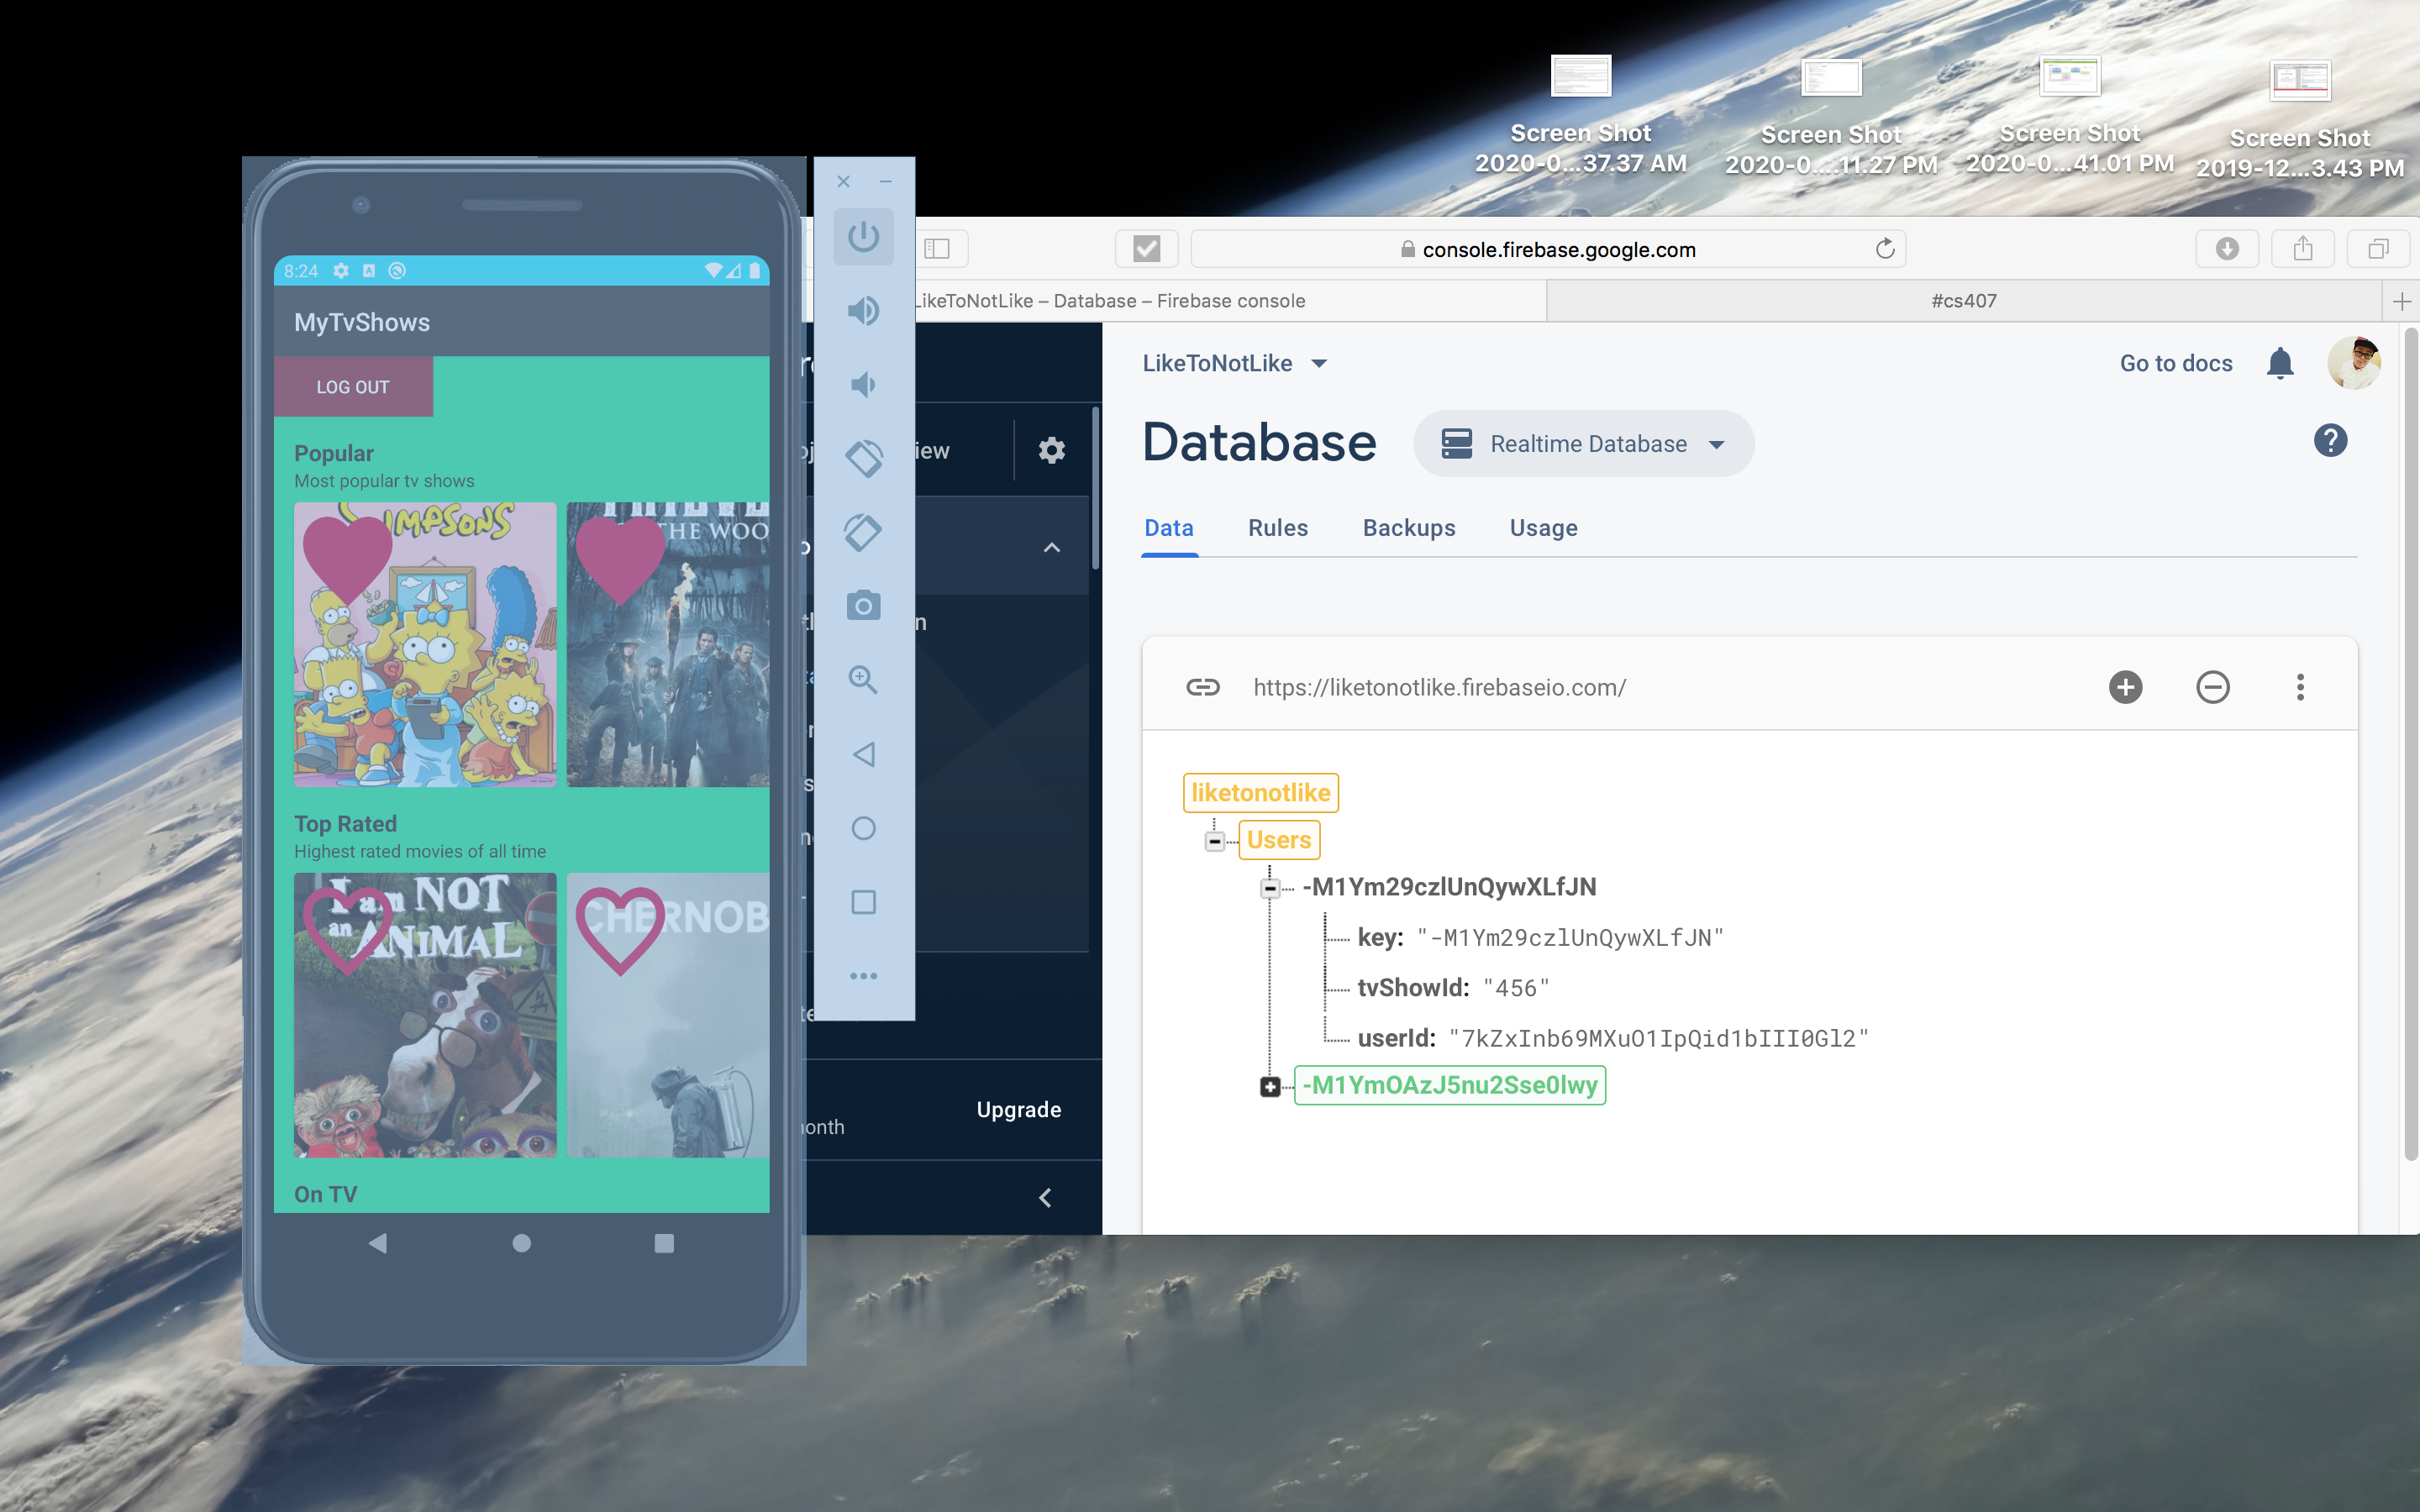 Screen Shot
2020-0...37.37 AM
Screen Shot
2020-0....11.27 PM
Screen Shot
2020-0...41.01 PM
Screen Shot
2019-12...3.43 PM
console.firebase.google.com
LikeToNotLike – Database – Firebase console
#cs407
8:24
MyTvShows
LOG OUT
Popular
Most popular tv shows
SIMPSONS
THE WOO
Top Rated
Highest rated movies of all time
I am NOT
an ANIMAL
CHERNOB
On TV
iew
n
onth
Upgrade
LikeToNotLike
Go to docs
Database
Realtime Database
Data
Rules
Backups
Usage
https://liketonotlike.firebaseio.com/
liketonotlike
Users
-M1Ym29czlUnQywXLfJN
key: "-M1Ym29czlUnQywXLfJN"
tvShowId: "456"
userId: "7kZxInb69MXuO1IpQid1bIII0Gl2"
-M1YmOAzJ5nu2Sse0lwy